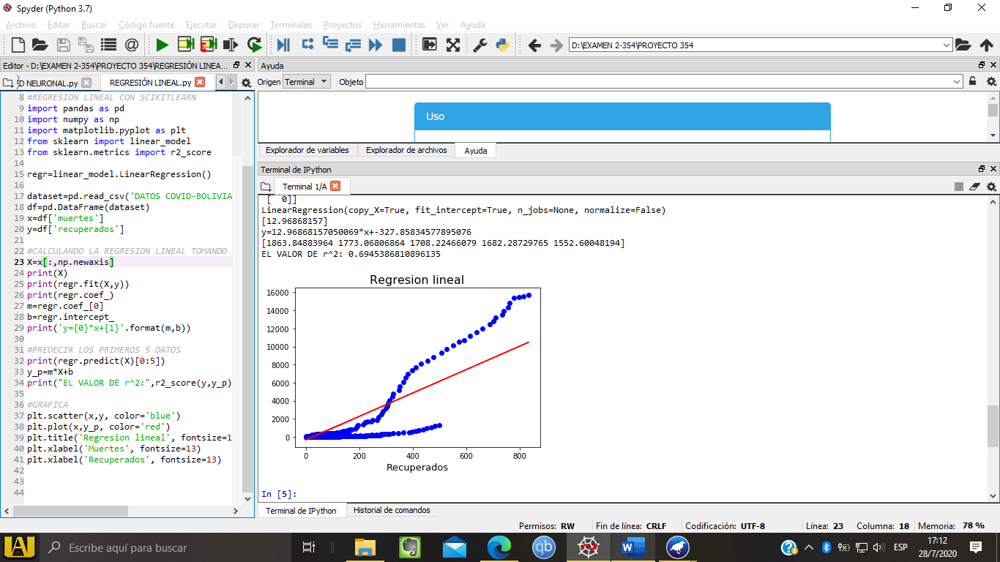 Spyder (Python 3.7)
Archivo Editar Buscar Código fuente Ejecutar Depurar Terminales Proyectos Herramientas Ver Ayuda
D:\EXAMEN 2-354\PROYECTO 354
Editor - D:\EXAMEN 2-354\PROYECTO 354\REGRESIÓN LINEA...
D NEURONAL.py
REGRESIÓN LINEAL.py
8 #REGRESION LINEAL CON SCIKITLEARN
9 import pandas as pd
10 import numpy as np
11 import matplotlib.pyplot as plt
12 from sklearn import linear_model
13 from sklearn.metrics import r2_score
14
15 regr=linear_model.LinearRegression()
16
17 dataset=pd.read_csv('DATOS COVID-BOLIVIA
18 df=pd.DataFrame(dataset)
19 x=df['muertes']
20 y=df['recuperados']
21
22 #CALCULANDO LA REGRESION LINEAL TOMANDO
23 X=x[:,np.newaxis]
24 print(X)
25 print(regr.fit(X,y))
26 print(regr.coef_)
27 m=regr.coef_[0]
28 b=regr.intercept_
29 print('y={0}*x+{1}'.format(m,b))
30
31 #PREDECIR LOS PRIMEROS 5 DATOS
32 print(regr.predict(X)[0:5])
33 y_p=m*X+b
34 print("EL VALOR DE r^2:",r2_score(y,y_p)
35
36 #GRAFICA
37 plt.scatter(x,y, color='blue')
38 plt.plot(x,y_p, color='red')
39 plt.title('Regresion lineal', fontsize=1
40 plt.xlabel('Muertes', fontsize=13)
41 plt.xlabel('Recuperados', fontsize=13)
42
43
44
Ayuda
Origen Terminal Objeto
Uso
Explorador de variables Explorador de archivos Ayuda
Terminal de IPython
Terminal 1/A
[ 0]]
LinearRegression(copy_X=True, fit_intercept=True, n_jobs=None, normalize=False)
[12.96868157]
y=12.96868157050069*x+-327.85834577895076
[1863.84883964 1773.06806864 1708.22466079 1682.28729765 1552.60048194]
EL VALOR DE r^2: 0.6945386810896135
Regresion lineal
16000
14000
12000
10000
8000
6000
4000
2000
0
0 200 400 600 800
Recuperados
In [5]:
Terminal de IPython Historial de comandos
Permisos: RW Fin de línea: CRLF Codificación: UTF-8 Línea: 23 Columna: 18 Memoria: 78 %
Escribe aquí para buscar
qb
W
ESP
17:12
28/7/2020